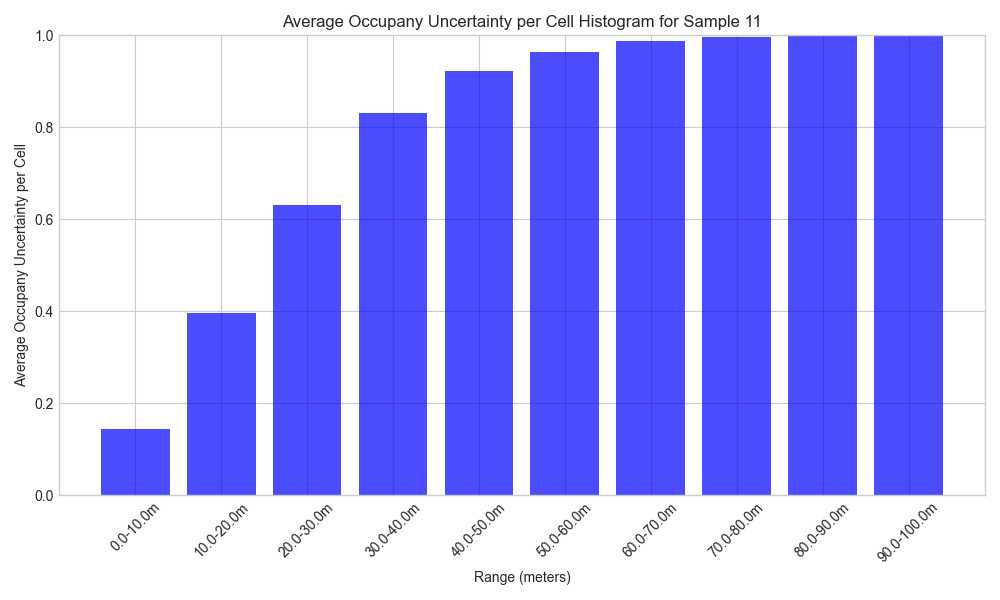 Average Occupany Uncertainty per Cell Histogram for Sample 11
Average Occupany Uncertainty per Cell
1.0
0.8
0.6
0.4
0.2
0.0
0.0-10.0m
10.0-20.0m
20.0-30.0m
30.0-40.0m
40.0-50.0m
50.0-60.0m
60.0-70.0m
70.0-80.0m
80.0-90.0m
90.0-100.0m
Range (meters)